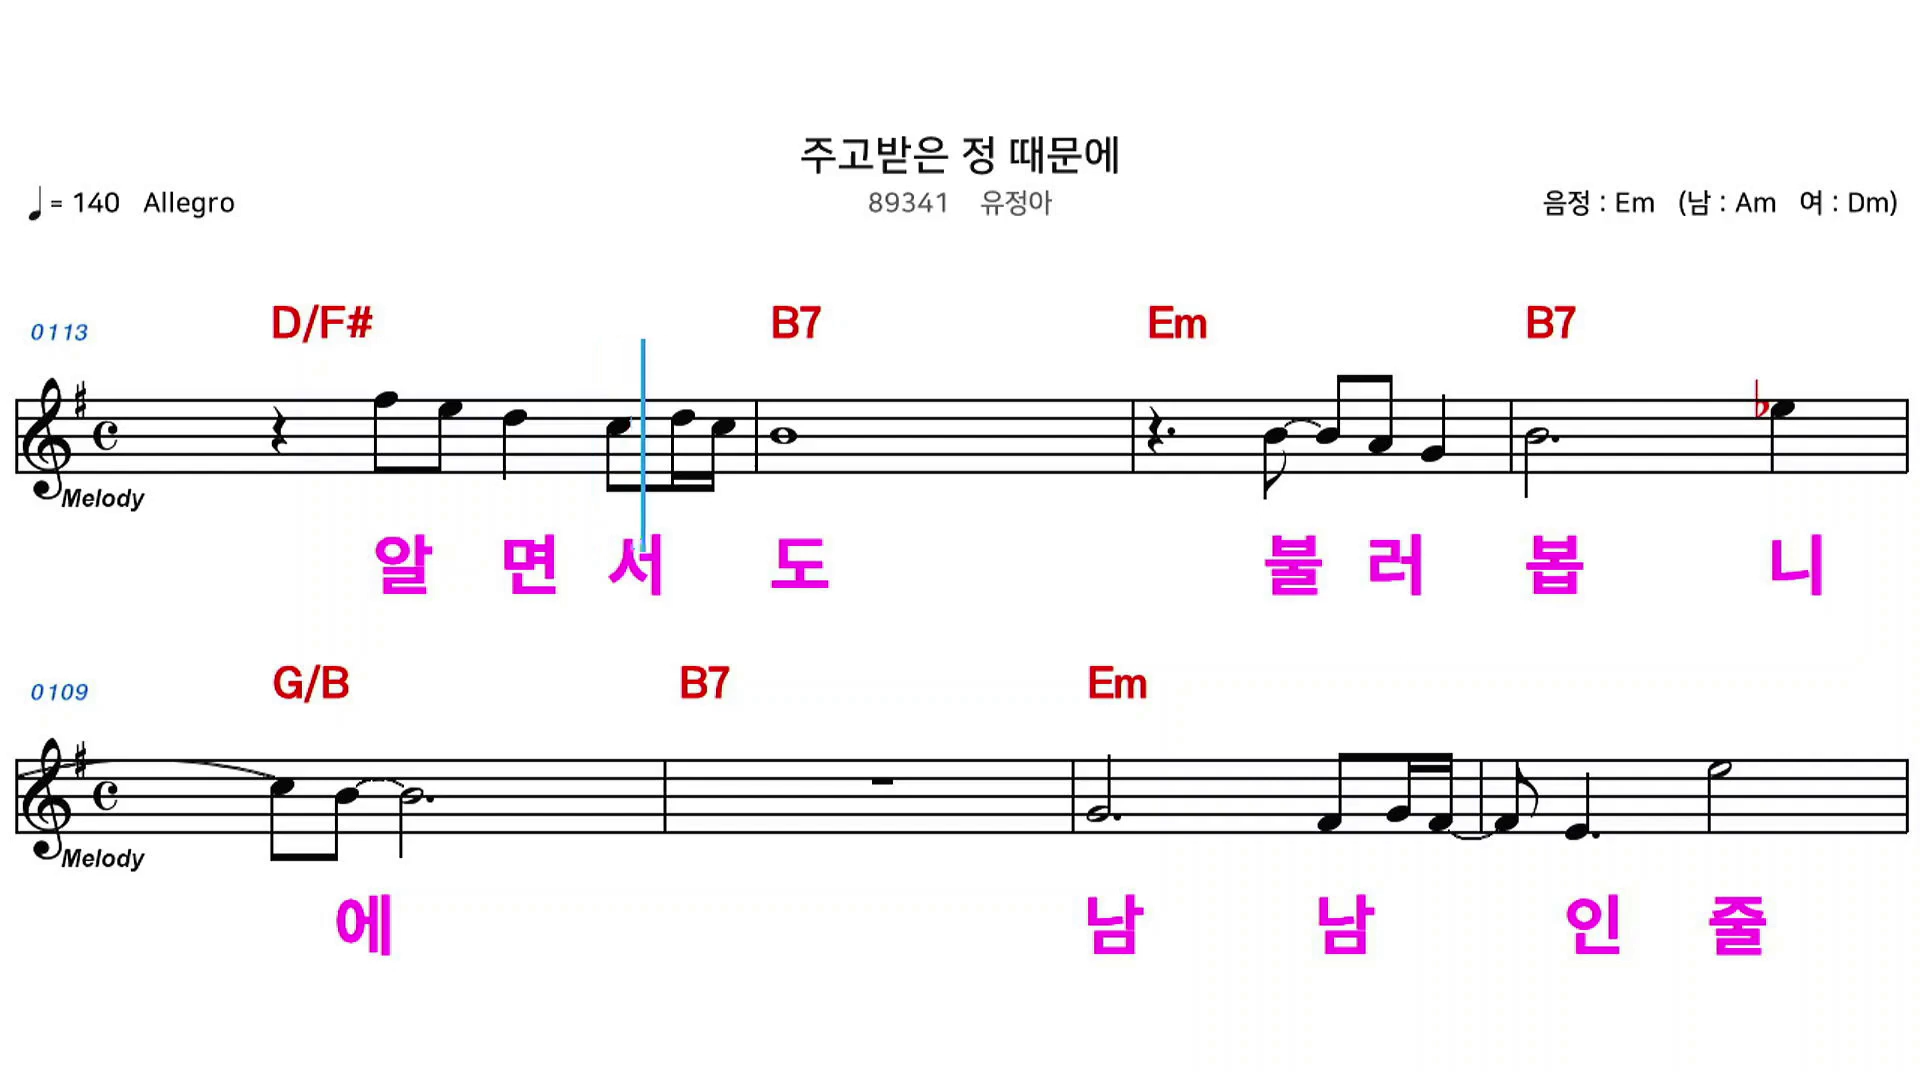 주고받은 정 때문에
♩= 140 Allegro 89341 유정아 음정 : Em (남 : Am 여 : Dm)
0113 D/F# B7 Em B7
Melody
알 면 서 도 불 러 봅 니
0109 G/B B7 Em
Melody
에 남 남 인 줄